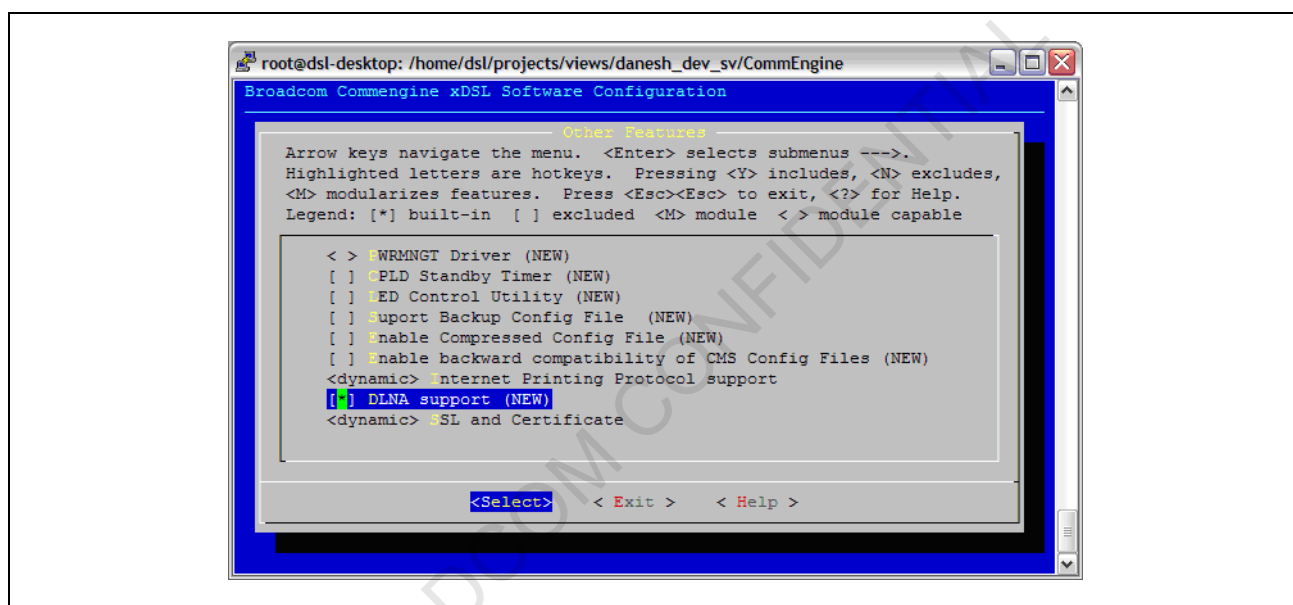 root@dsl-desktop: /home/dsl/projects/views/danesh_dev_sv/CommEngine
Broadcom Commengine xDSL Software Configuration
Other Features
Arrow keys navigate the menu. <Enter> selects submenus --->.
Highlighted letters are hotkeys. Pressing <Y> includes, <N> excludes,
<M> modularizes features. Press <Esc><Esc> to exit, <?> for Help.
Legend: [*] built-in [ ] excluded <M> module < > module capable
< > PWRMNGT Driver (NEW)
[ ] CPLD Standby Timer (NEW)
[ ] LED Control Utility (NEW)
[ ] Suport Backup Config File (NEW)
[ ] Enable Compressed Config File (NEW)
[ ] Enable backward compatibility of CMS Config Files (NEW)
<dynamic> Internet Printing Protocol support
[*] DLNA support (NEW)
<dynamic> SSL and Certificate
<Select> < Exit > < Help >
DCOM CONFIDENTIAL